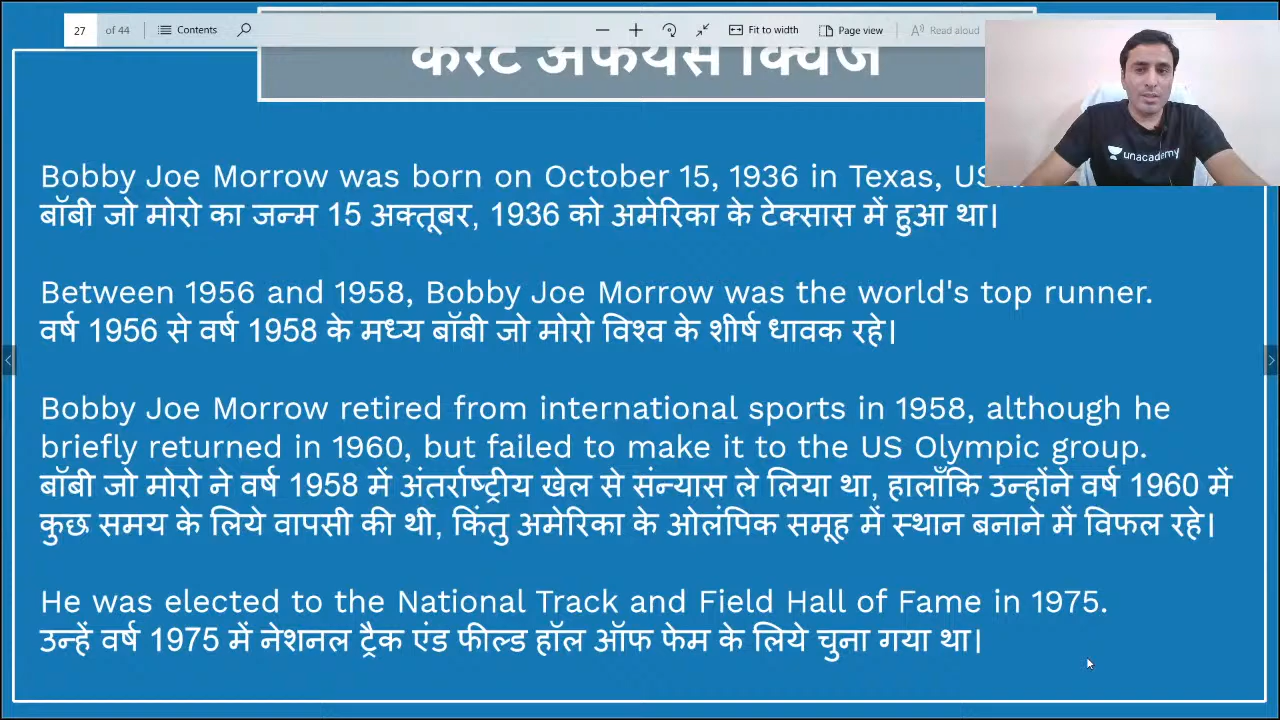 27 of 44 Contents Fit to width Page view Read aloud
करेंट अफेयर्स क्विज
unacademy
Bobby Joe Morrow was born on October 15, 1936 in Texas,
बॉबी जो मोरो का जन्म 15 अक्तूबर, 1936 को अमेरिका के टेक्सास में हुआ था।
Between 1956 and 1958, Bobby Joe Morrow was the world's top runner.
वर्ष 1956 से वर्ष 1958 के मध्य बॉबी जो मोरो विश्व के शीर्ष धावक रहे।
Bobby Joe Morrow retired from international sports in 1958, although he
briefly returned in 1960, but failed to make it to the US Olympic group.
बॉबी जो मोरो ने वर्ष 1958 में अंतर्राष्ट्रीय खेल से संन्यास ले लिया था, हालाँकि उन्होंने वर्ष 1960 में
कुछ समय के लिये वापसी की थी, किंतु अमेरिका के ओलंपिक समूह में स्थान बनाने में विफल रहे।
He was elected to the National Track and Field Hall of Fame in 1975.
उन्हें वर्ष 1975 में नेशनल ट्रैक एंड फील्ड हॉल ऑफ फेम के लिये चुना गया था।